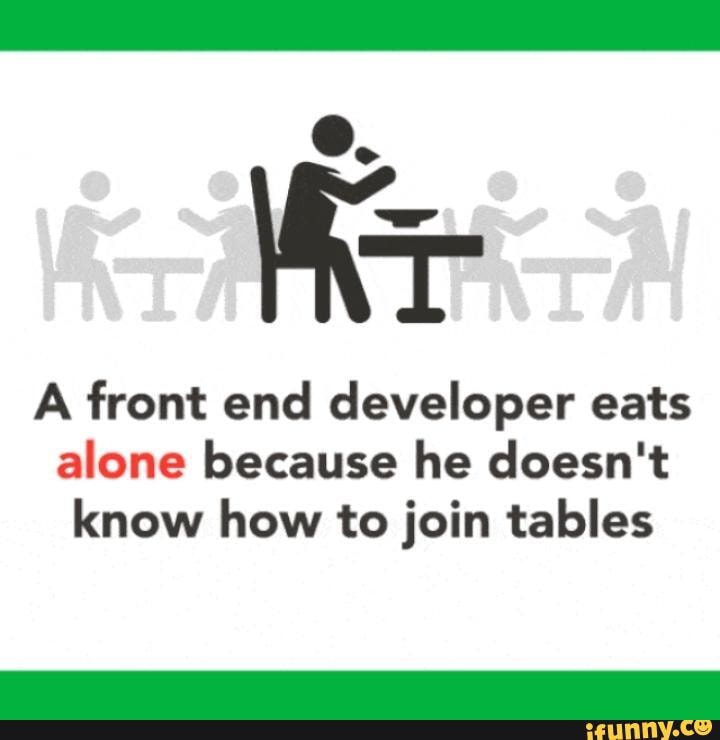 A front end developer eats
alone because he doesn't
know how to join tables
ifunny.co